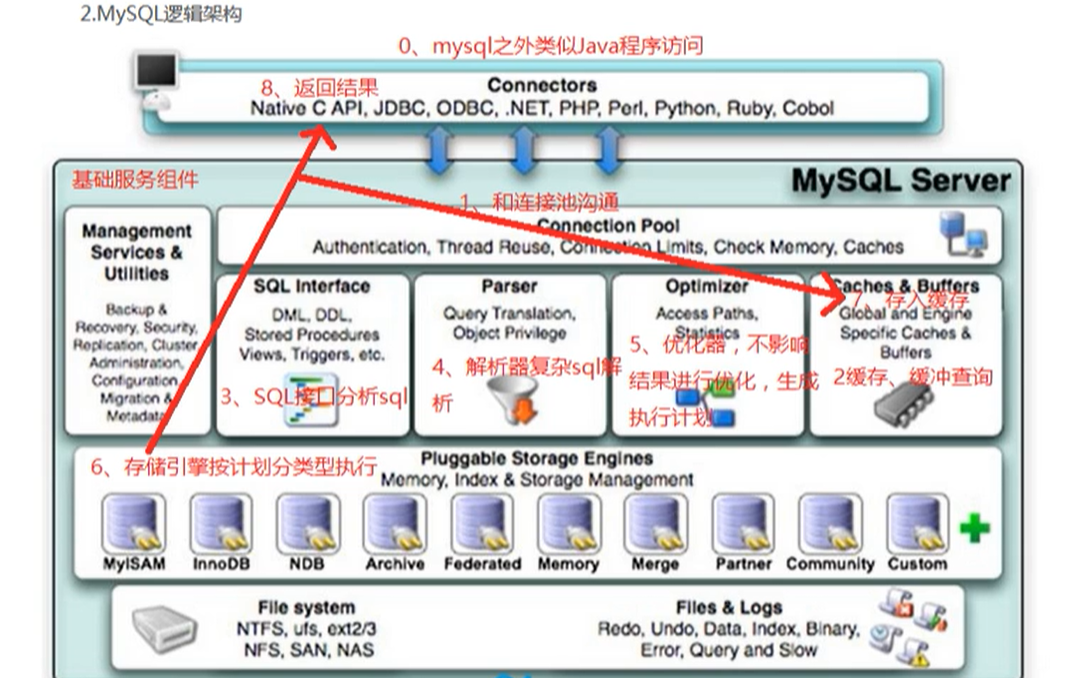 2.MySQL逻辑架构
0、mysql之外类似Java程序访问
Connectors
8、返回结果
Native C API, JDBC, ODBC, .NET, PHP, Perl, Python, Ruby, Cobol
基础服务组件
MySQL Server
1、和连接池沟通
Connection Pool
Authentication, Thread Reuse, Connection Limits, Check Memory, Caches
Management
Services &
Utilities
Backup &
Recovery, Security,
Replication, Cluster,
Administration,
Configuration,
Migration &
Metadata
SQL Interface
DML, DDL,
Stored Procedures
Views, Triggers, etc.
3、SQL接口分析sql
Parser
Query Translation,
Object Privilege
4、解析器复杂sql解
析
Optimizer
Access Paths,
Statistics
5、优化器，不影响
结果进行优化，生成
执行计划
Caches & Buffers
7、存入缓存
Global and Engine
Specific Caches &
Buffers
2缓存、缓冲查询
6、存储引擎按计划分类型执行
Pluggable Storage Engines
Memory, Index & Storage Management
MyISAM
InnoDB
NDB
Archive
Federated
Memory
Merge
Partner
Community
Custom
File system
NTFS, ufs, ext2/3
NFS, SAN, NAS
Files & Logs
Redo, Undo, Data, Index, Binary,
Error, Query and Slow